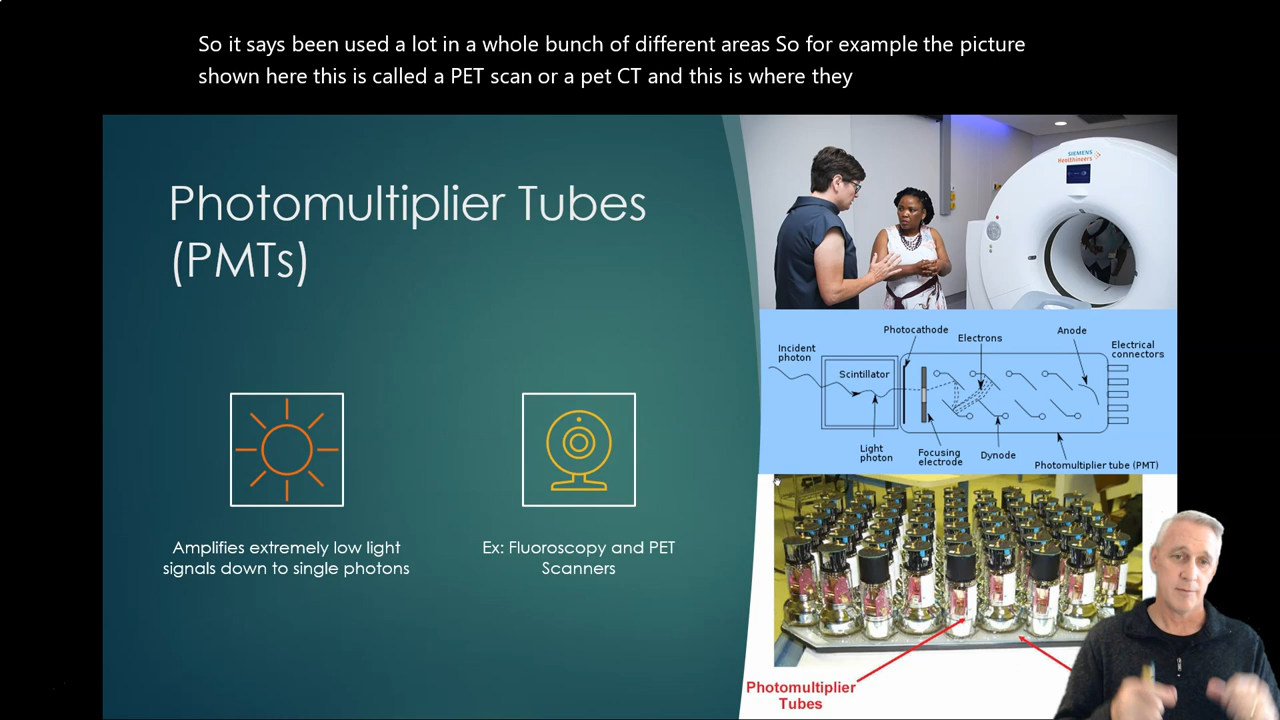 So it says been used a lot in a whole bunch of different areas So for example the picture
shown here this is called a PET scan or a pet CT and this is where they
Photomultiplier Tubes
(PMTs)
Amplifies extremely low light
signals down to single photons
Ex: Fluoroscopy and PET
Scanners
SIEMENS
Healthineers
Incident
photon
Scintillator
Photocathode
Electrons
Anode
Electrical
connectors
Light
photon
Focusing
electrode
Dynode
Photomultiplier tube (PMT)
Photomultiplier
Tubes